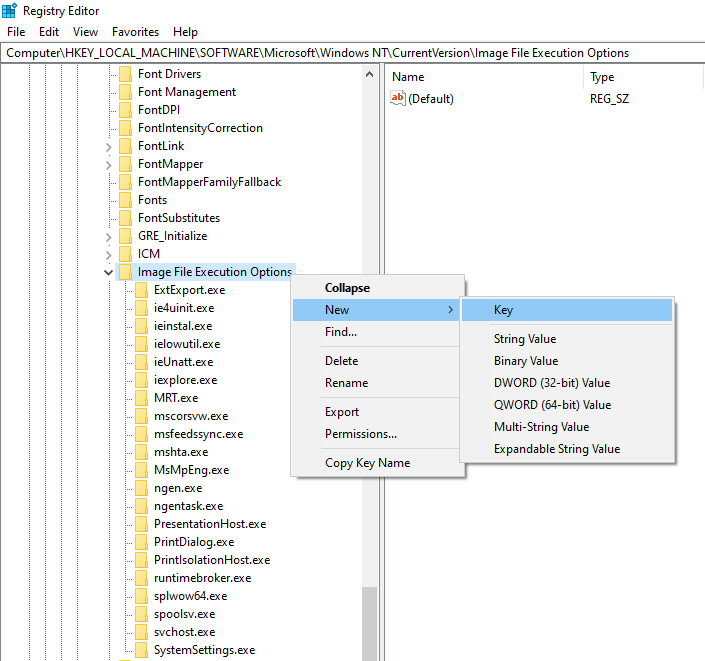 Registry Editor
File Edit View Favorites Help
Computer\HKEY_LOCAL_MACHINE\SOFTWARE\Microsoft\Windows NT\CurrentVersion\Image File Execution Options
Font Drivers
Font Management
FontDPI
FontIntensityCorrection
FontLink
FontMapper
FontMapperFamilyFallback
Fonts
FontSubstitutes
GRE_Initialize
ICM
Image File Execution Options
ExtExport.exe
ie4uinit.exe
ieinstal.exe
ielowutil.exe
ieUnatt.exe
iexplore.exe
MRT.exe
mscorsvw.exe
msfeedssync.exe
mshta.exe
MsMpEng.exe
ngen.exe
ngentask.exe
PresentationHost.exe
PrintDialog.exe
PrintIsolationHost.exe
runtimebroker.exe
splwow64.exe
spoolsv.exe
svchost.exe
SystemSettings.exe
Name Type
ab (Default) REG_SZ
Collapse
New
Find...
Delete
Rename
Export
Permissions...
Copy Key Name
Key
String Value
Binary Value
DWORD (32-bit) Value
QWORD (64-bit) Value
Multi-String Value
Expandable String Value